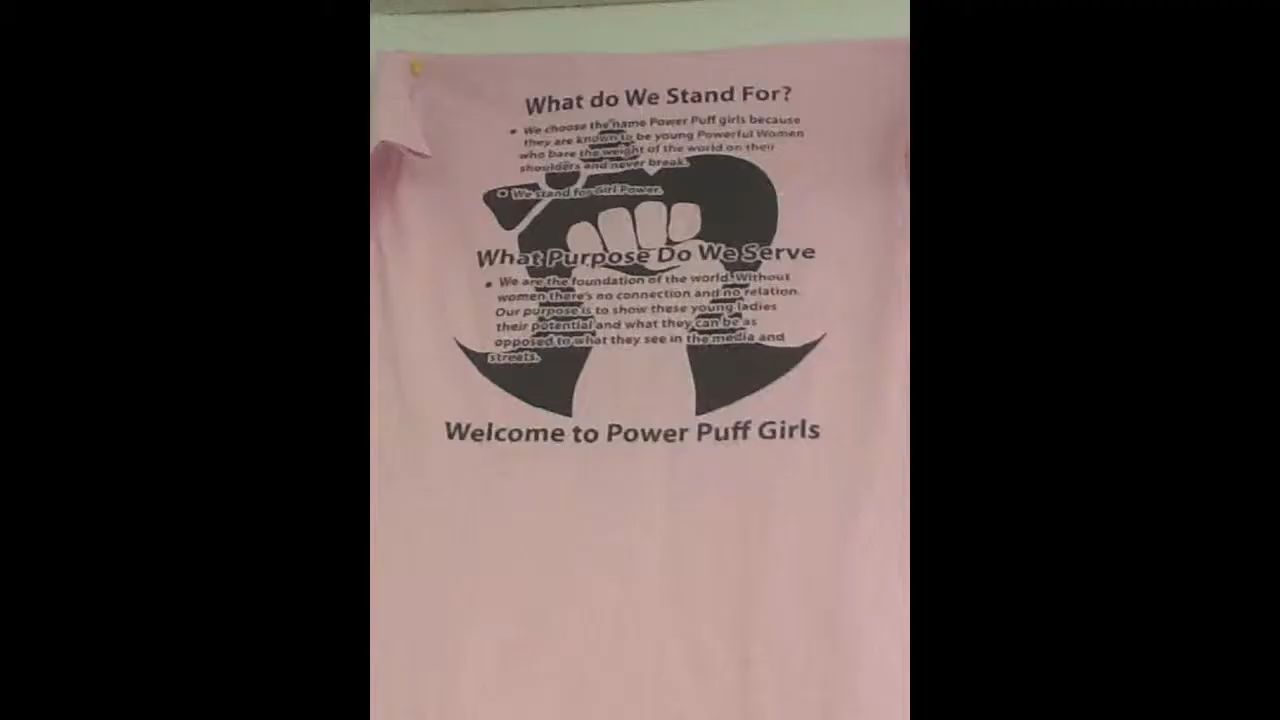 What do We Stand For?
• We choose the name Power Puff girls because
they are known to be young Powerful Women
who bare the weight of the world on their
shoulders and never break.
• We stand for Girl Power.
What Purpose Do We Serve
• We are the foundation of the world. Without
women there's no connection and no relation.
Our purpose is to show these young ladies
their potential and what they can be as
opposed to what they see in the media and
streets.
Welcome to Power Puff Girls